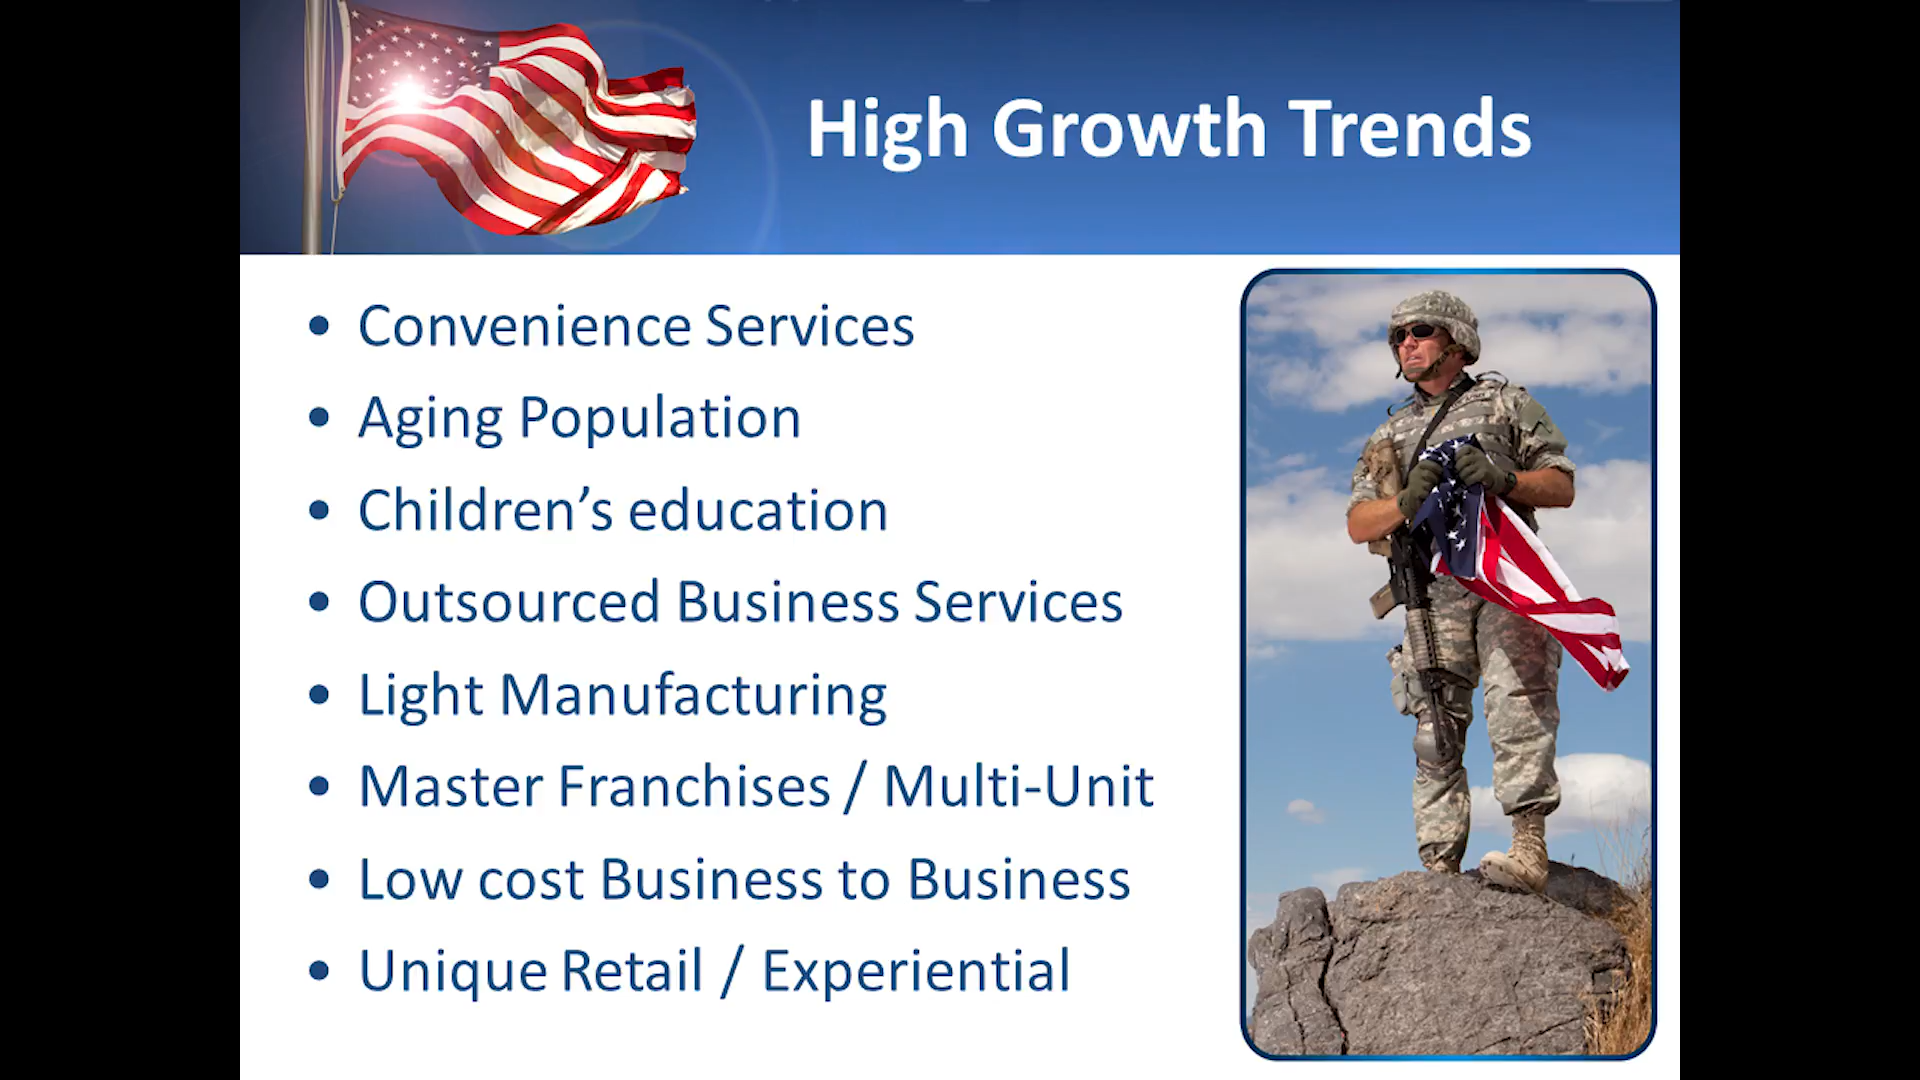 High Growth Trends
• Convenience Services
• Aging Population
• Children’s education
• Outsourced Business Services
• Light Manufacturing
• Master Franchises / Multi-Unit
• Low cost Business to Business
• Unique Retail / Experiential